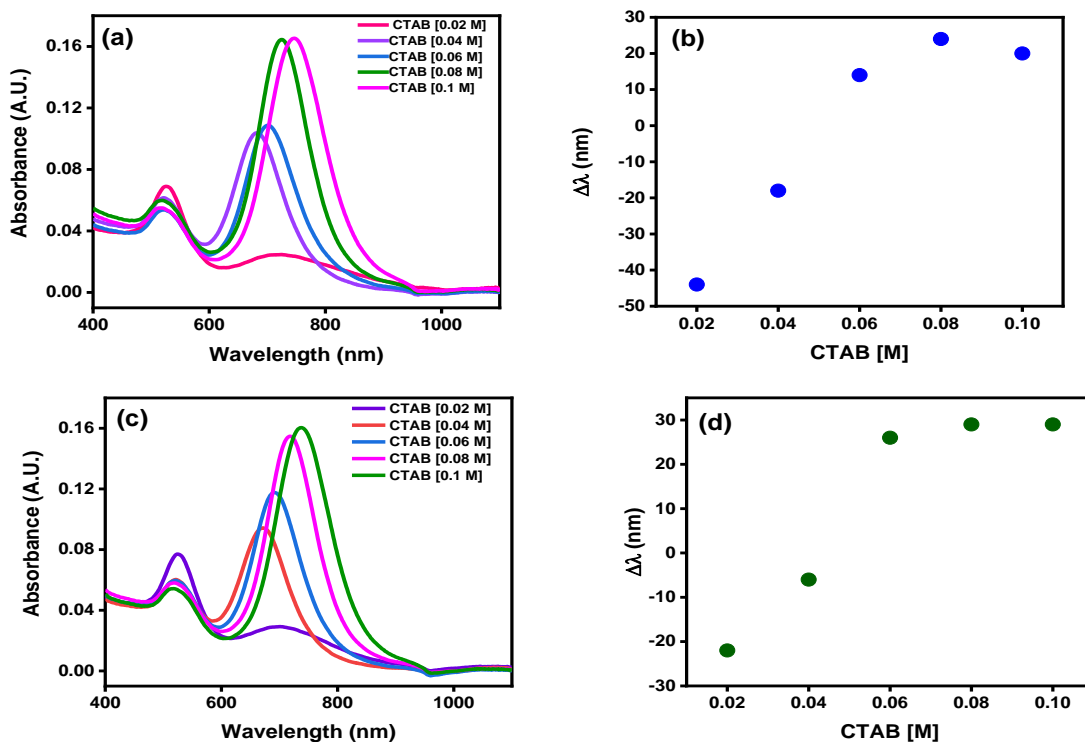 (a)
CTAB [0.02 M]
CTAB [0.04 M]
CTAB [0.06 M]
CTAB [0.08 M]
CTAB [0.1 M]
Absorbance (A.U.)
0.16
0.12
0.08
0.04
0.00
400 600 800 1000
Wavelength (nm)
(b)
Δλ (nm)
30
20
10
0
-10
-20
-30
-40
-50
0.02 0.04 0.06 0.08 0.10
CTAB [M]
(c)
CTAB [0.02 M]
CTAB [0.04 M]
CTAB [0.06 M]
CTAB [0.08 M]
CTAB [0.1 M]
Absorbance (A.U.)
0.16
0.12
0.08
0.04
0.00
400 600 800 1000
Wavelength (nm)
(d)
Δλ (nm)
30
20
10
0
-10
-20
-30
0.02 0.04 0.06 0.08 0.10
CTAB [M]